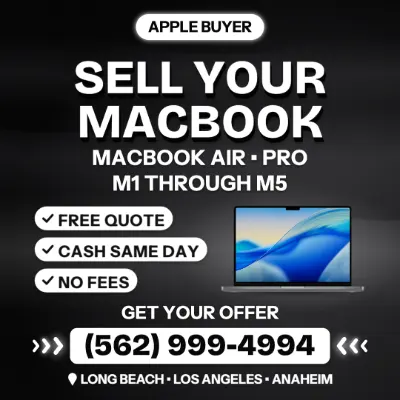 APPLE BUYER
SELL YOUR
MACBOOK
MACBOOK AIR ▪ PRO
M1 THROUGH M5
✓ FREE QUOTE
✓ CASH SAME DAY
✓ NO FEES
GET YOUR OFFER
(562) 999-4994
LONG BEACH ▪ LOS ANGELES ▪ ANAHEIM